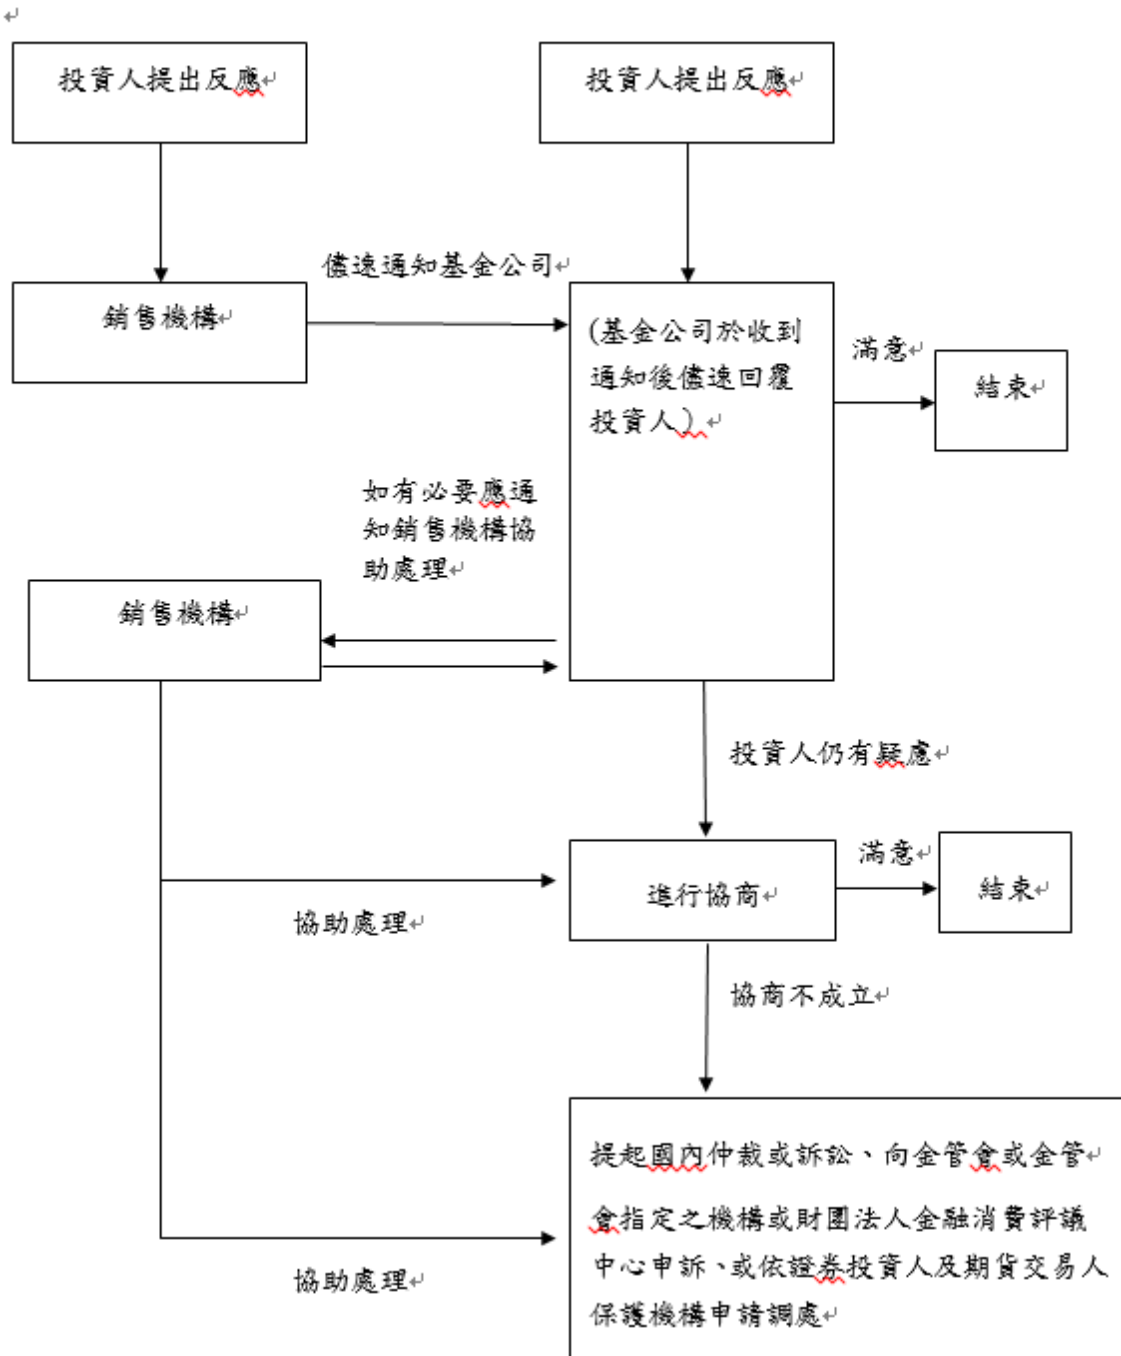 投資人提出反應
投資人提出反應
儘速通知基金公司
銷售機構
(基金公司於收到
通知後儘速回覆
投資人）
滿意
結束
如有必要應通
知銷售機構協
助處理
銷售機構
投資人仍有疑慮
進行協商
滿意
結束
協助處理
協商不成立
提起國內仲裁或訴訟、向金管會或金管
會指定之機構或財團法人金融消費評議
中心申訴、或依證券投資人及期貨交易人
保護機構申請調處
協助處理